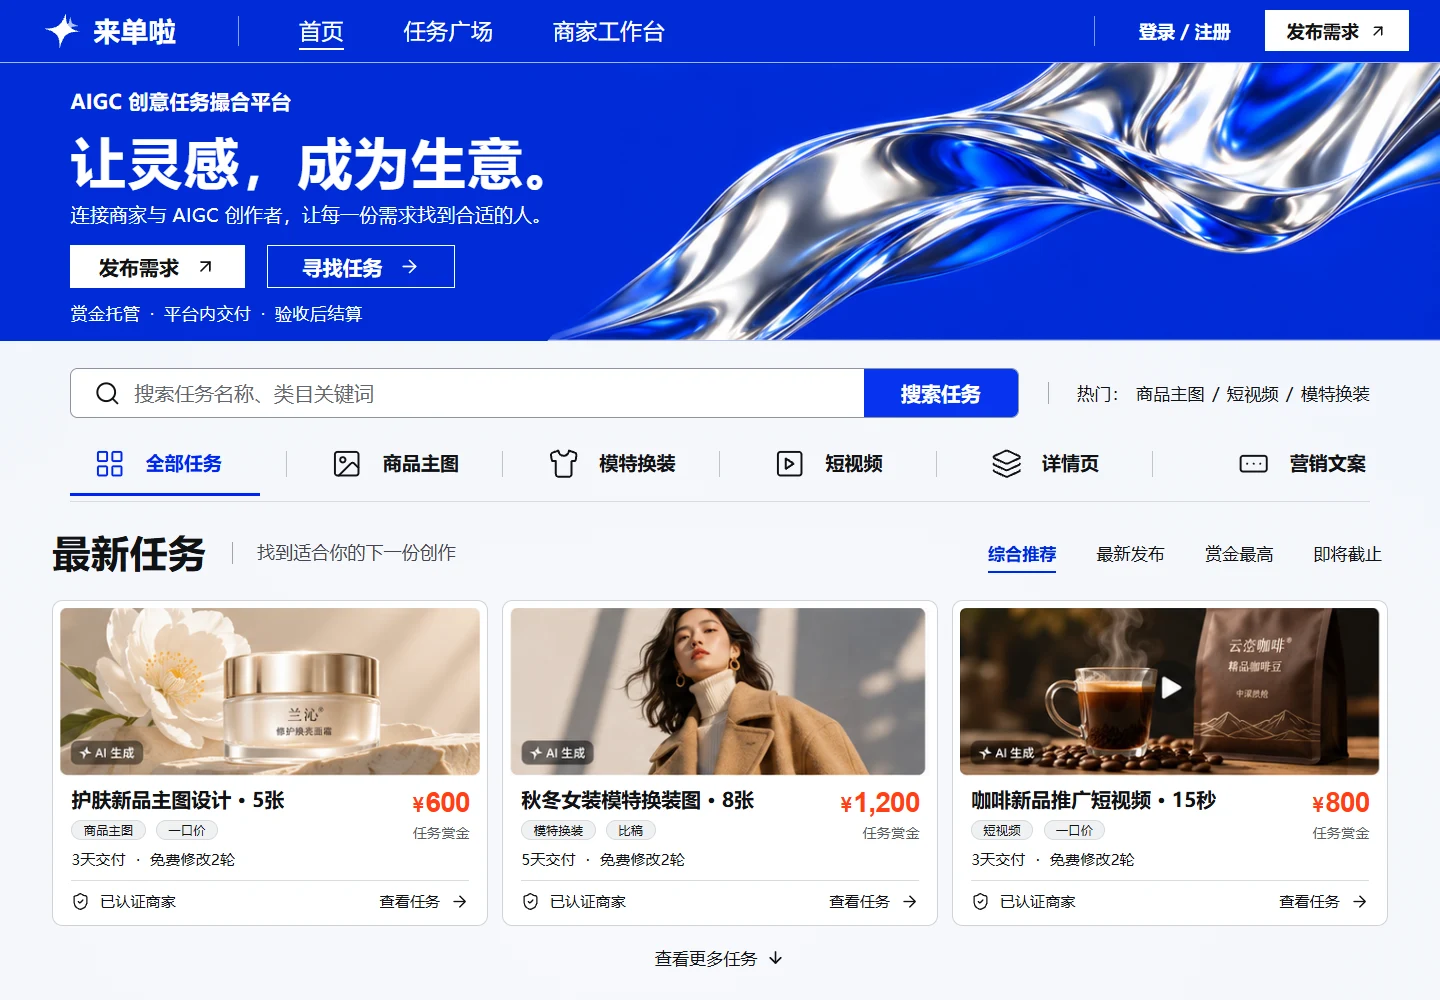 来单啦
首页
任务广场
商家工作台
登录 / 注册
发布需求
AIGC 创意任务撮合平台
让灵感，成为生意。
连接商家与 AIGC 创作者，让每一份需求找到合适的人。
发布需求
寻找任务
赏金托管 · 平台内交付 · 验收后结算
搜索任务名称、类目关键词
搜索任务
热门： 商品主图 / 短视频 / 模特换装
全部任务
商品主图
模特换装
短视频
详情页
营销文案
最新任务
找到适合你的下一份创作
综合推荐
最新发布
赏金最高
即将截止
兰沁®
修护焕亮面霜
AI 生成
护肤新品主图设计・5张
¥600
商品主图
一口价
任务赏金
3天交付 · 免费修改2轮
已认证商家
查看任务
AI 生成
秋冬女装模特换装图・8张
¥1,200
模特换装
比稿
任务赏金
5天交付 · 免费修改2轮
已认证商家
查看任务
咖啡®
精品咖啡豆
AI 生成
咖啡新品推广短视频・15秒
¥800
短视频
一口价
任务赏金
3天交付 · 免费修改2轮
已认证商家
查看任务
查看更多任务